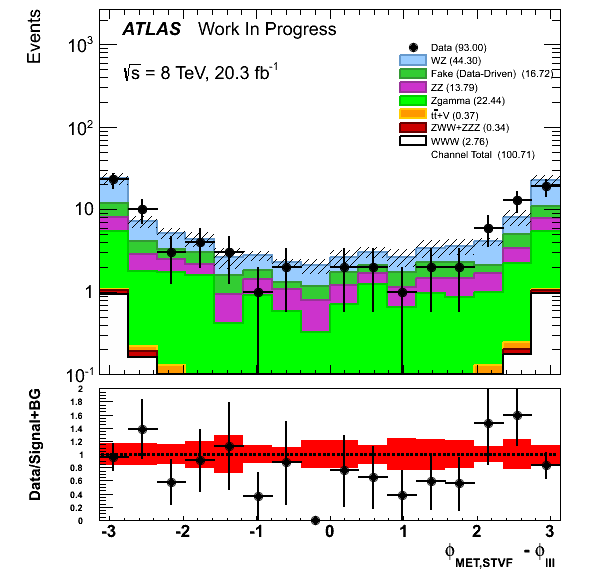 Events
ATLAS Work In Progress
√s = 8 TeV, 20.3 fb⁻¹
Data (93.00)
WZ (44.30)
Fake (Data-Driven) (16.72)
ZZ (13.79)
Zgamma (22.44)
tt̄+V (0.37)
ZWW+ZZZ (0.34)
WWW (2.76)
Channel Total (100.71)
10³
10²
10
1
10⁻¹
Data/Signal+BG
2
1.8
1.6
1.4
1.2
1
0.8
0.6
0.4
0.2
0
-3 -2 -1 0 1 2 3
ϕMET,STVF - ϕlll